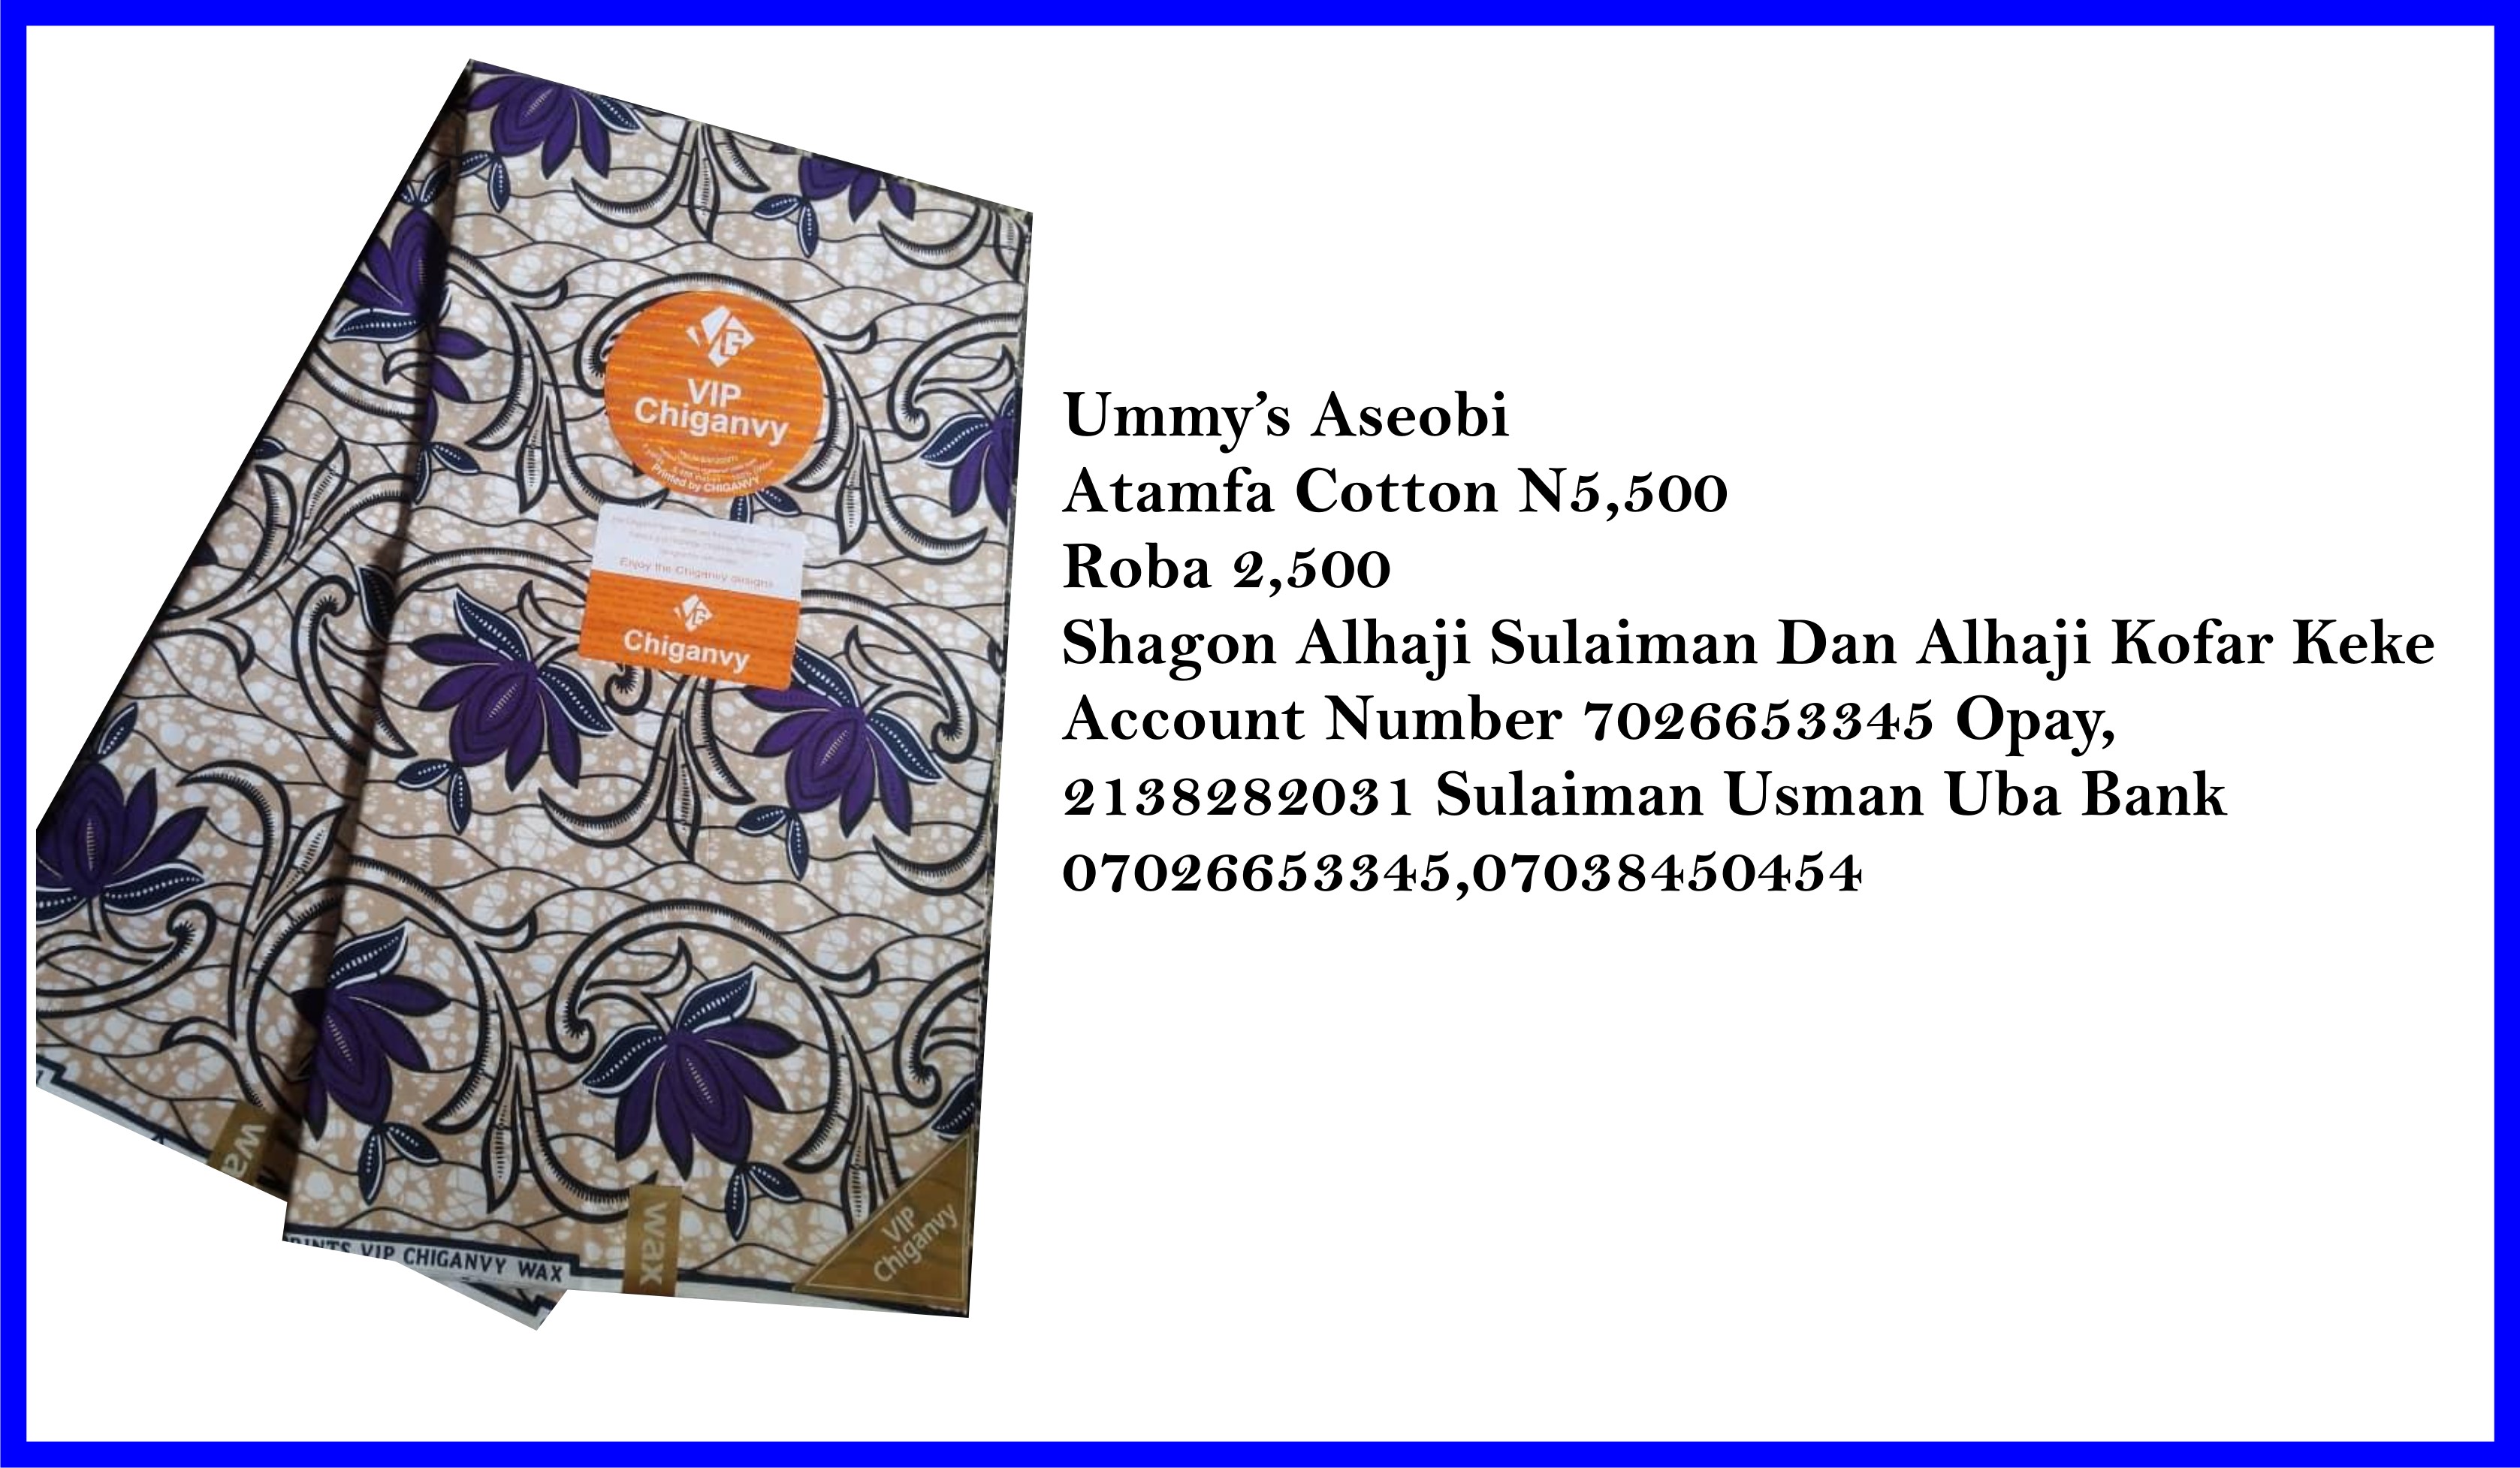 VIP
Chiganvy
Printed by CHIGANVY
Enjoy the Chiganvy designs
Chiganvy
wax
VIP
Chiganvy
PRINTS VIP CHIGANVY WAX
Ummy’s Aseobi
Atamfa Cotton N5,500
Roba 2,500
Shagon Alhaji Sulaiman Dan Alhaji Kofar Keke
Account Number 7026653345 Opay,
2138282031 Sulaiman Usman Uba Bank
07026653345,07038450454